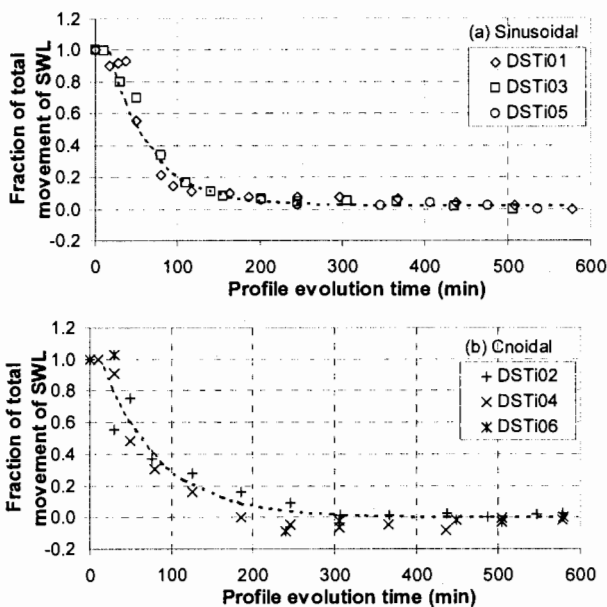 (a) Sinusoidal
DSTi01
DSTi03
DSTi05
Fraction of total
movement of SWL
1.2
1.0
0.8
0.6
0.4
0.2
0.0
-0.2
0 100 200 300 400 500 600
Profile evolution time (min)
(b) Cnoidal
DSTi02
DSTi04
DSTi06
Fraction of total
movement of SWL
1.2
1.0
0.8
0.6
0.4
0.2
0.0
-0.2
0 100 200 300 400 500 600
Profile evolution time (min)